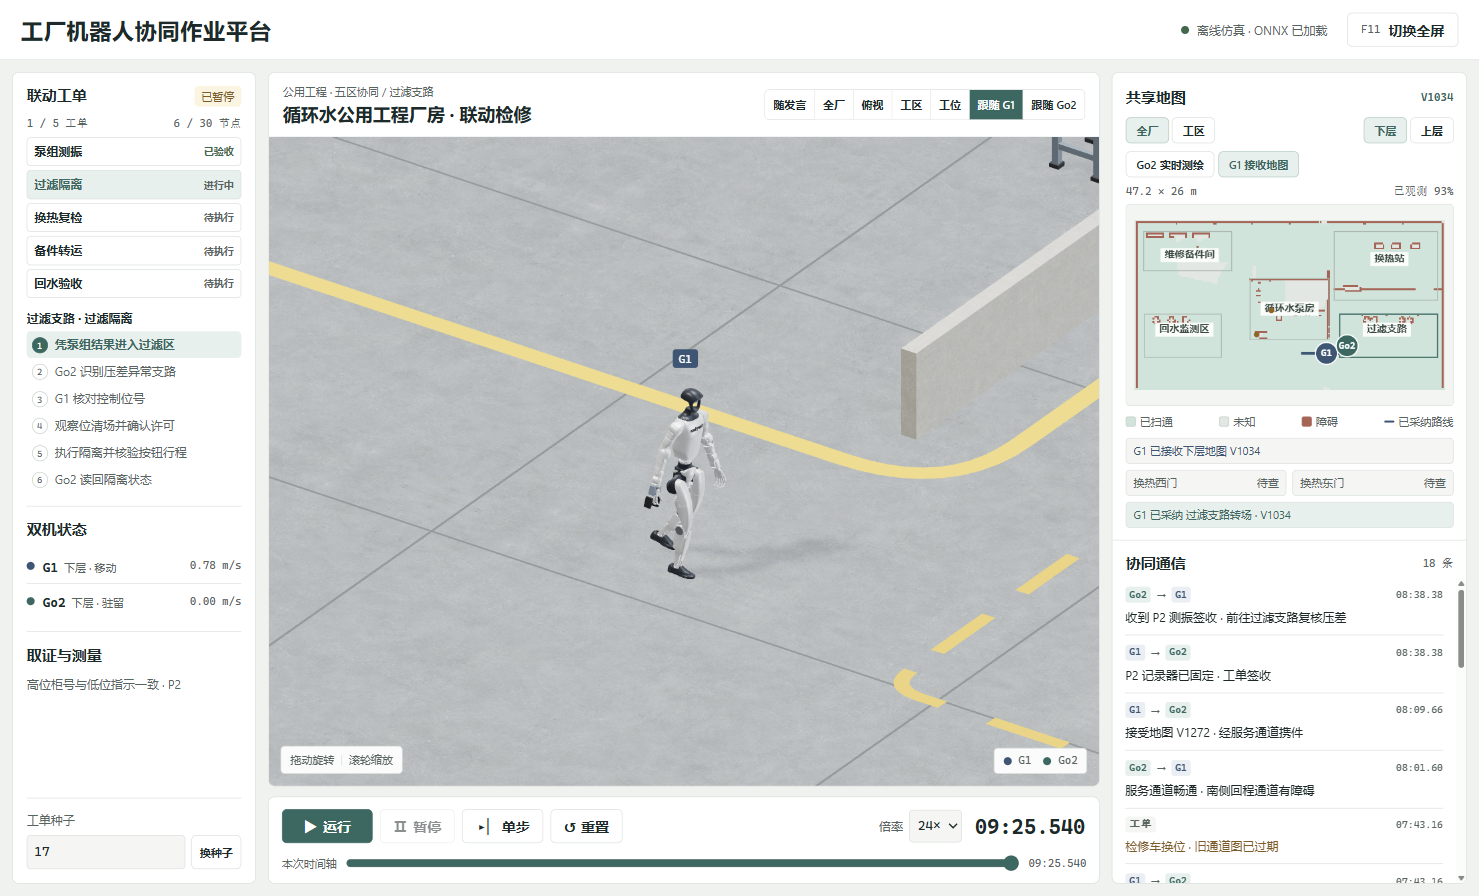 工厂机器人协同作业平台
离线仿真 · ONNX 已加载
F11 切换全屏
联动工单
已暂停
1 / 5 工单
6 / 30 节点
泵组测振
已验收
过滤隔离
进行中
换热复检
待执行
备件转运
待执行
回水验收
待执行
过滤支路 · 过滤隔离
1 凭泵组结果进入过滤区
2 Go2 识别压差异常支路
3 G1 核对控制位号
4 观察位清场并确认许可
5 执行隔离并核验按钮行程
6 Go2 读回隔离状态
双机状态
G1 下层 · 移动
0.78 m/s
Go2 下层 · 驻留
0.00 m/s
取证与测量
高位柜号与低位指示一致 · P2
工单种子
17
换种子
公用工程 · 五区协同 / 过滤支路
循环水公用工程厂房 · 联动检修
随发言
全厂
俯视
工区
工位
跟随 G1
跟随 Go2
G1
拖动旋转
滚轮缩放
G1
Go2
运行
暂停
单步
重置
倍率
24×
09:25.540
本次时间轴
09:25.540
共享地图
V1034
全厂
工区
下层
上层
Go2 实时测绘
G1 接收地图
47.2 × 26 m
已观测 93%
维修备件间
换热站
循环水泵房
回水监测区
过滤支路
G1
Go2
已扫通
未知
障碍
已采纳路线
G1 已接收下层地图 V1034
换热西门
待查
换热东门
待查
G1 已采纳 过滤支路转场 · V1034
协同通信
18 条
Go2 → G1
08:38.38
收到 P2 测振签收 · 前往过滤支路复核压差
G1 → Go2
08:38.38
P2 记录器已固定 · 工单签收
G1 → Go2
08:09.66
接受地图 V1272 · 经服务通道携件
Go2 → G1
08:01.60
服务通道畅通 · 南侧回程通道有障碍
工单
07:43.16
检修车换位 · 旧通道图已过期
G1 → Go2
07:43.16